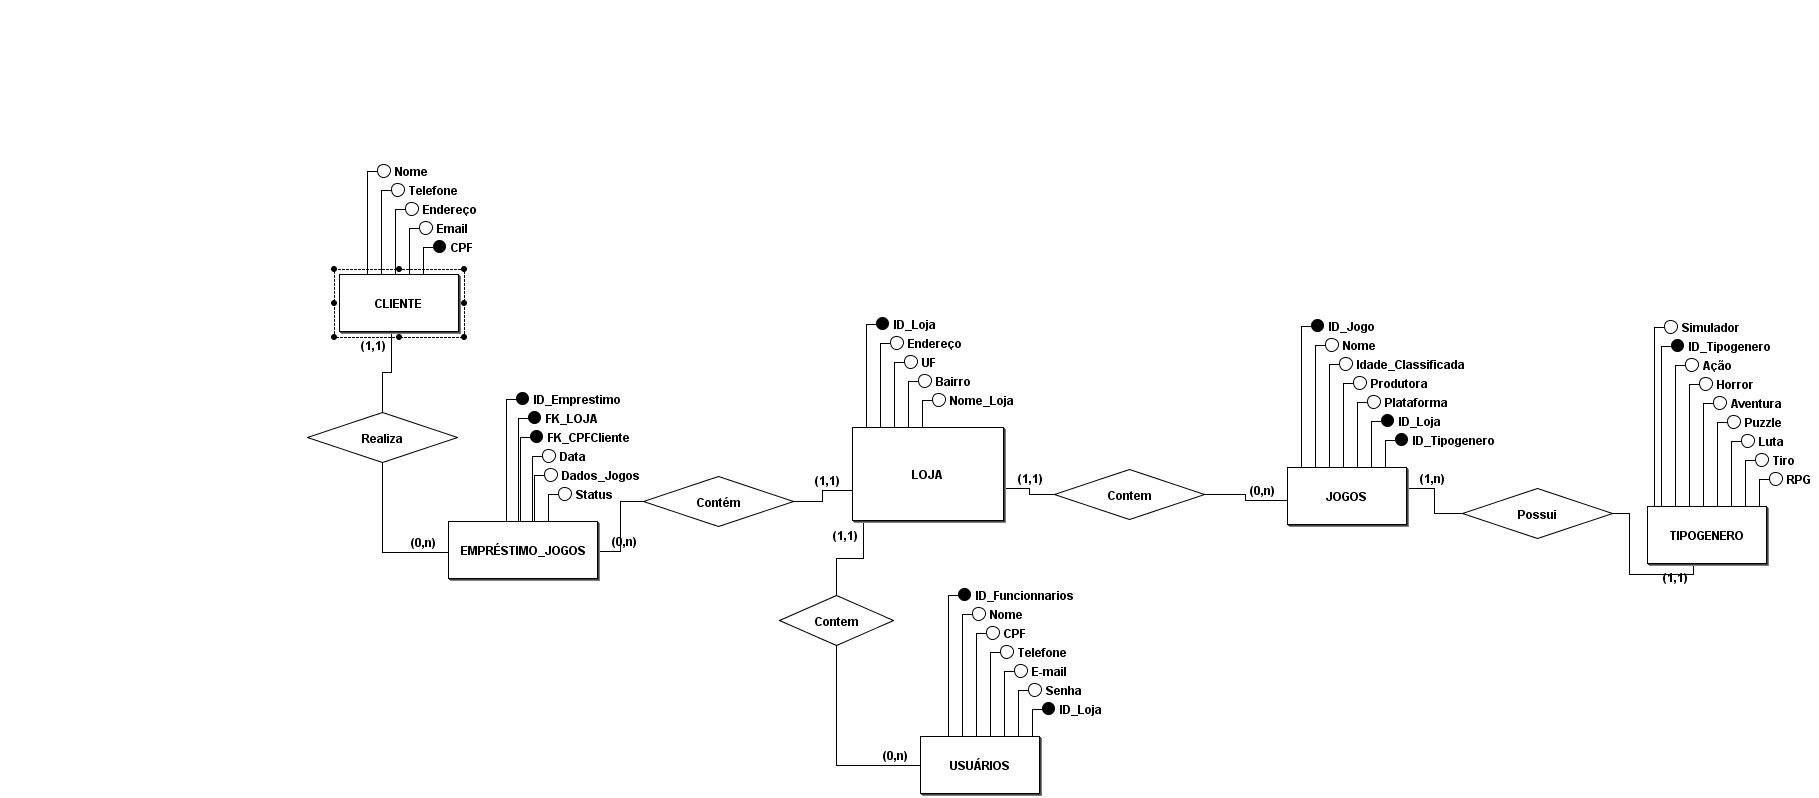 Nome
Telefone
Endereço
Email
CPF
CLIENTE
(1,1)
Realiza
(0,n)
ID_Emprestimo
FK_LOJA
FK_CPFCliente
Data
Dados_Jogos
Status
EMPRÉSTIMO_JOGOS
(0,n)
Contém
(1,1)
ID_Loja
Endereço
UF
Bairro
Nome_Loja
LOJA
(1,1)
Contem
(0,n)
ID_Funcionnarios
Nome
CPF
Telefone
E-mail
Senha
ID_Loja
USUÁRIOS
(1,1)
Contem
(0,n)
ID_Jogo
Nome
Idade_Classificada
Produtora
Plataforma
ID_Loja
ID_Tipogenero
JOGOS
(1,n)
Possui
(1,1)
Simulador
ID_Tipogenero
Ação
Horror
Aventura
Puzzle
Luta
Tiro
RPG
TIPOGENERO